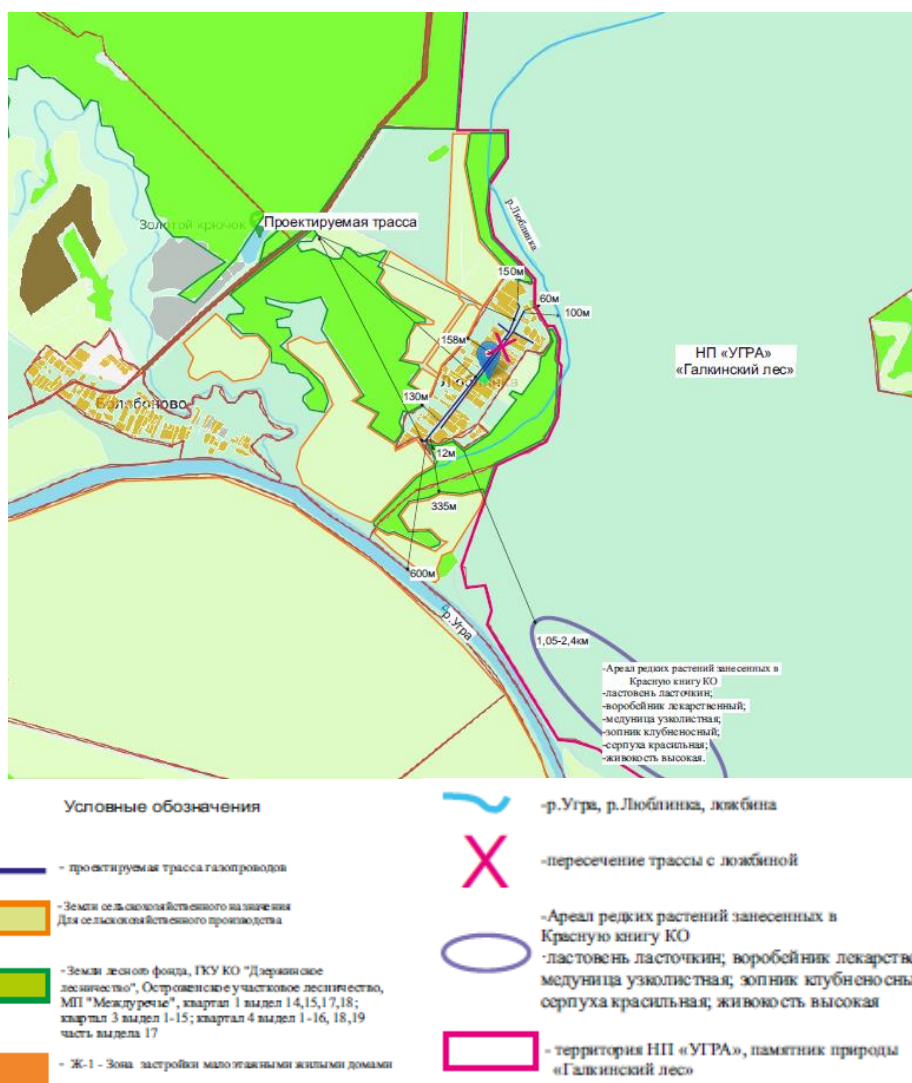 Золотой крючок
Проектируемая трасса
р.Люблинка
150м
60м
100м
158м
НП «УГРА»
«Галкинский лес»
130м
12м
335м
600м
р.Угра
1,05-2,4км
-Ареал редких растений занесенных в
Красную книгу КО
-ластовень ласточкин;
-воробейник лекарственный;
-медуница узколистная;
-зопник клубненосный;
-серпуха красильная;
-живокость высокая.
Условные обозначения
- проектируемая трасса газопроводов
-Земли сельскохозяйственного назначения
Для сельскохозяйственного производства
-Земли лесного фонда, ГКУ КО "Дзержинское
лесничество", Остроженское участковое лесничество,
МП "Междуречье", квартал 1 выдел 14,15,17,18;
квартал 3 выдел 1-15; квартал 4 выдел 1-16, 18,19
часть выдела 17
- Ж-1 - Зона застройки малоэтажными жилыми домами
-р.Угра, р.Люблинка, ложбина
-пересечение трассы с ложбиной
-Ареал редких растений занесенных в
Красную книгу КО
-ластовень ласточкин; воробейник лекарстве
медуница узколистная; зопник клубненосны
серпуха красильная; живокость высокая
- территория НП «УГРА», памятник природы
«Галкинский лес»